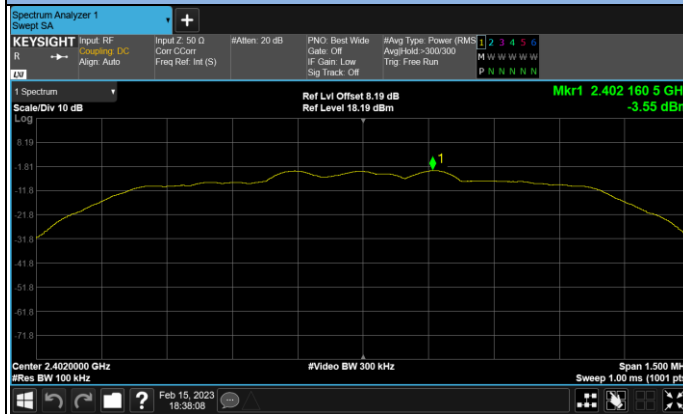 Spectrum Analyzer 1
Swept SA
KEYSIGHT
R
LXI
Input: RF
Coupling: DC
Align: Auto
Input Z: 50 Ω
Corr CCorr
Freq Ref: Int (S)
#Atten: 20 dB
PNO: Best Wide
Gate: Off
IF Gain: Low
Sig Track: Off
#Avg Type: Power (RMS
Avg|Hold:>300/300
Trig: Free Run
1 2 3 4 5 6
M W W W W W
P N N N N N
1 Spectrum
Scale/Div 10 dB
Log
Ref Lvl Offset 8.19 dB
Ref Level 18.19 dBm
Mkr1 2.402 160 5 GH
-3.55 dBr
1
8.19
-1.81
-11.8
-21.8
-31.8
-41.8
-51.8
-61.8
-71.8
Center 2.4020000 GHz
#Res BW 100 kHz
#Video BW 300 kHz
Span 1.500 MH
Sweep 1.00 ms (1001 pt
?
Feb 15, 2023
18:38:08